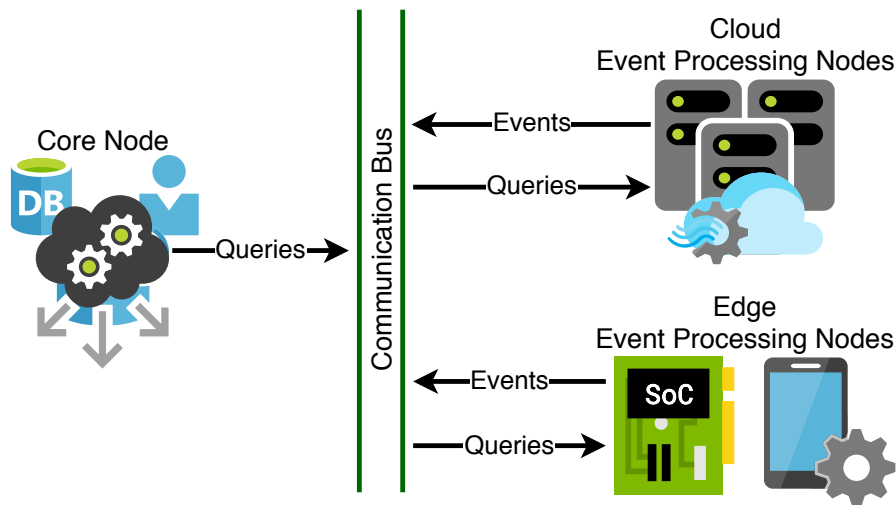 Core Node
DB
Queries
Communication Bus
Cloud
Event Processing Nodes
Events
Queries
Edge
Event Processing Nodes
Events
SoC
Queries